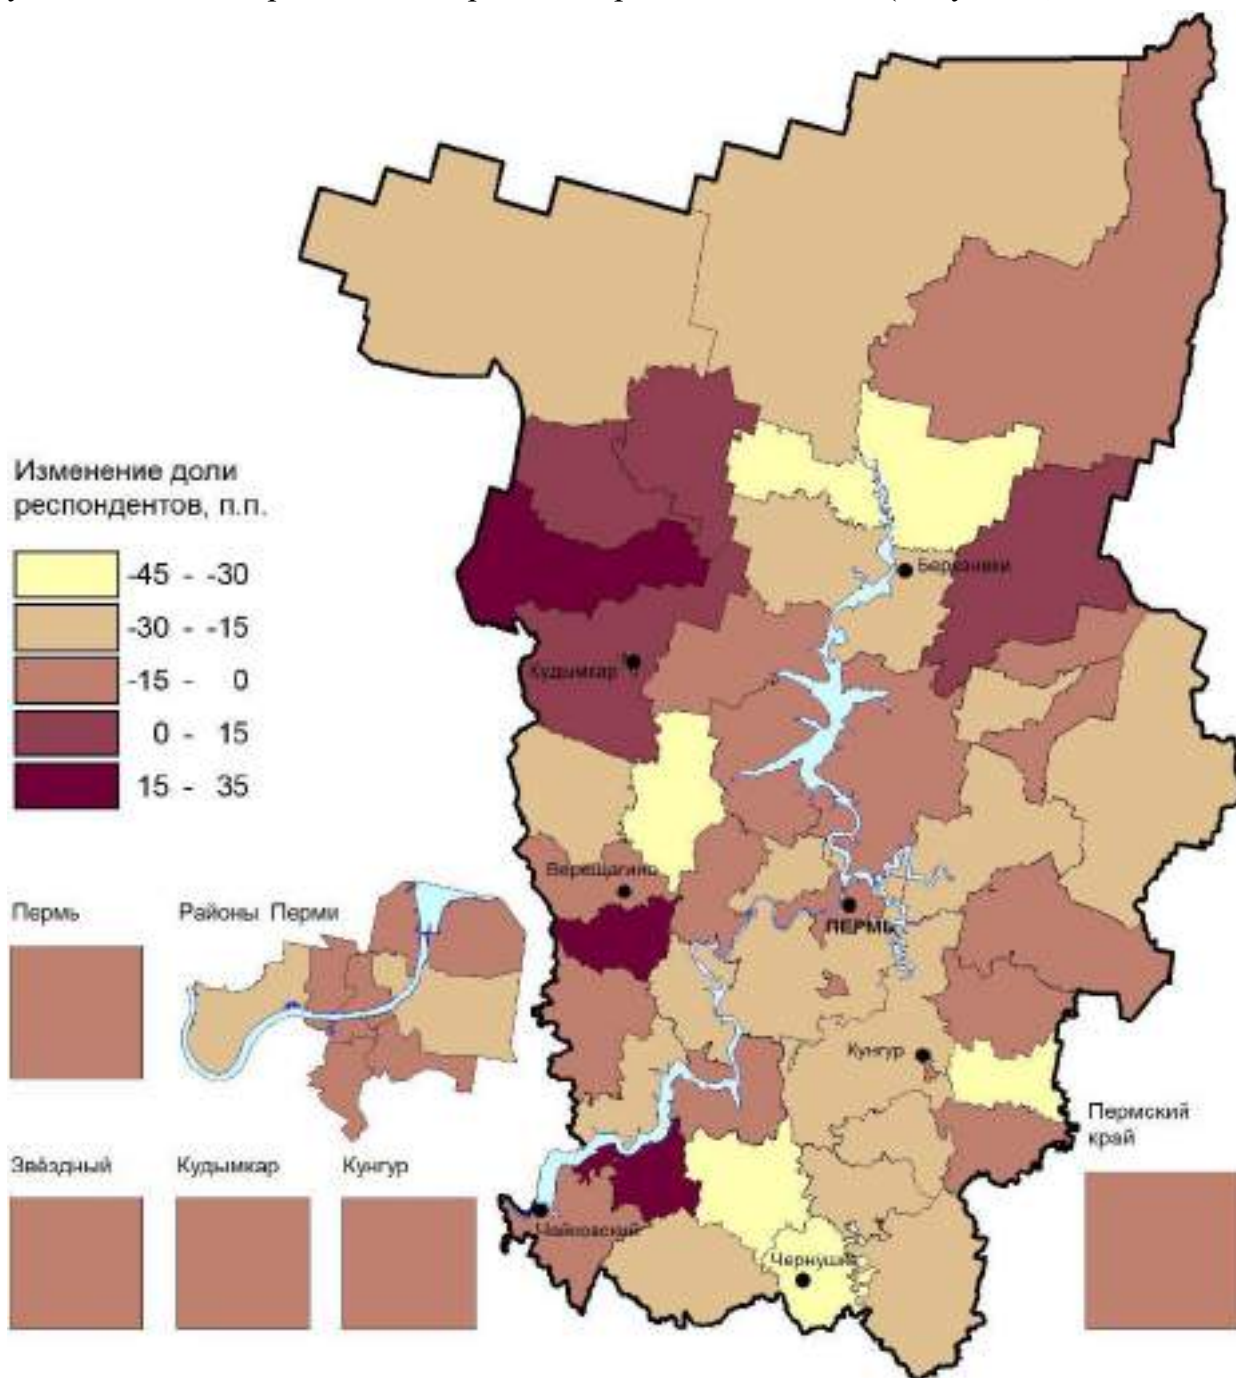 Изменение доли
респондентов, п.п.
-45 - -30
-30 - -15
-15 - 0
0 - 15
15 - 35
Березники
Кудымкар
Верещагино
ПЕРМЬ
Кунгур
Чайковский
Чернушка
Пермь
Районы Перми
Звёздный
Кудымкар
Кунгур
Пермский
край